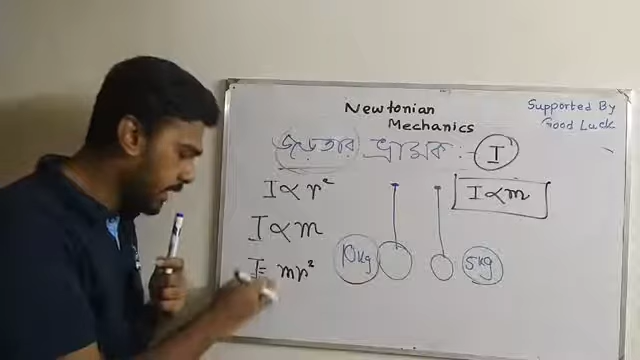 Newtonian
Mechanics
Supported By
Good Luck
জড়তার ভ্রামক :- I
I ∝ r²
I ∝ m
I ∝ m
I = mr²
10kg
5kg